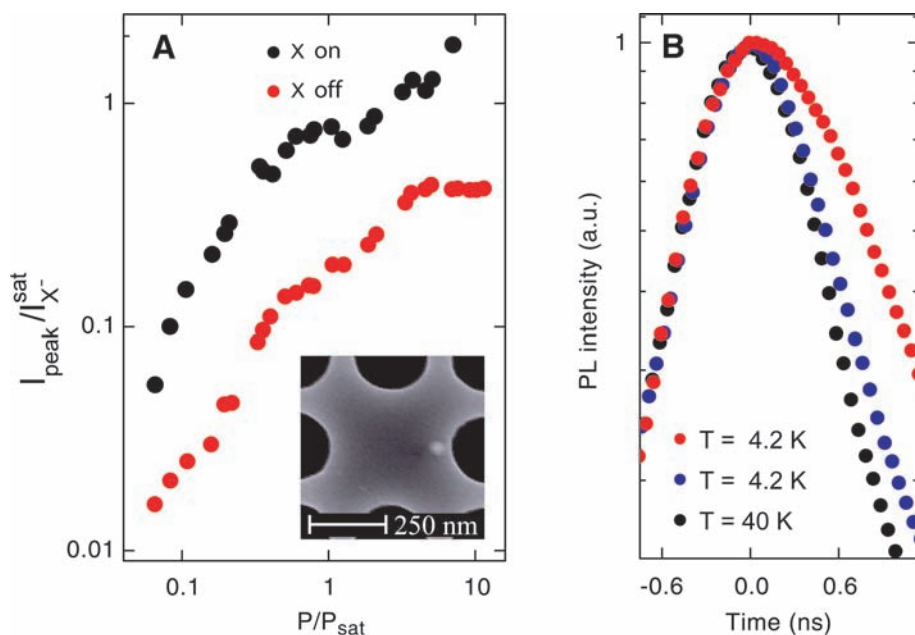 A
X on
X off
1
0.1
0.01
I_peak/I_X-^sat
0.1
1
10
P/P_sat
250 nm
B
1
PL intensity (a.u.)
T = 4.2 K
T = 4.2 K
T = 40 K
-0.6
0.0
0.6
Time (ns)